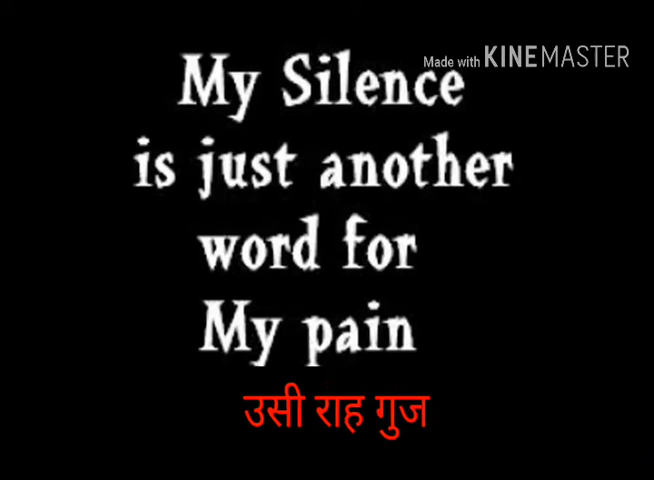 My Silence
Made with KINEMASTER
is just another
word for
My pain
उसी राह गुज